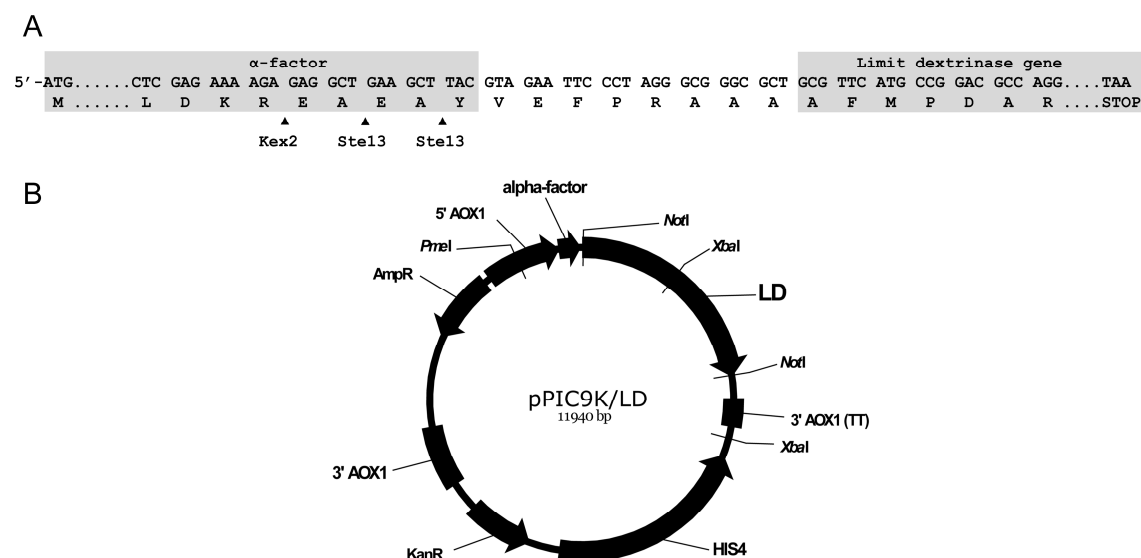 A
α-factor Limit dextrinase gene
5'-ATG......CTC GAG AAA AGA GAG GCT GAA GCT TAC GTA GAA TTC CCT AGG GCG GGC GCT GCG TTC ATG CCG GAC GCC AGG....TAA
M ...... L D K R E A E A Y V E F P R A A A A F M P D A R ....STOP
Kex2 Ste13 Ste13
B
alpha-factor
5' AOX1
NotI
PmeI
XbaI
AmpR
LD
NotI
pPIC9K/LD
11940 bp
3' AOX1 (TT)
XbaI
3' AOX1
HIS4
KanR